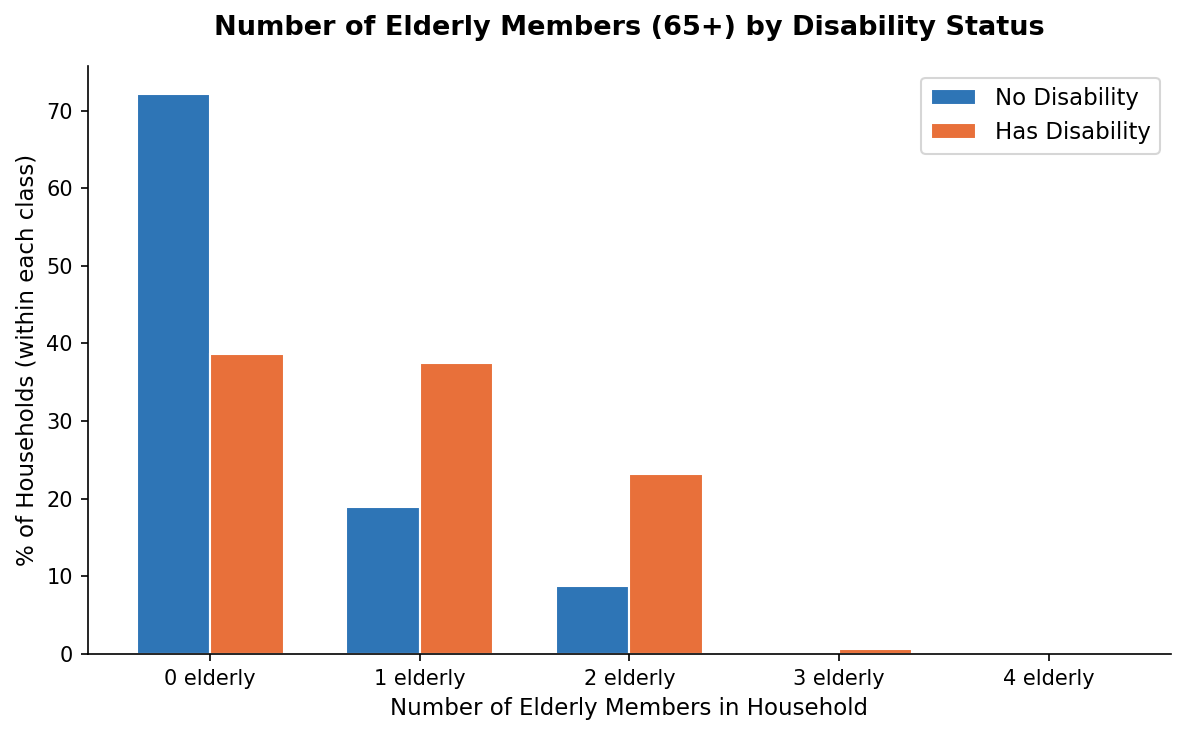 Number of Elderly Members (65+) by Disability Status
No Disability
Has Disability
% of Households (within each class)
70
60
50
40
30
20
10
0
0 elderly
1 elderly
2 elderly
3 elderly
4 elderly
Number of Elderly Members in Household